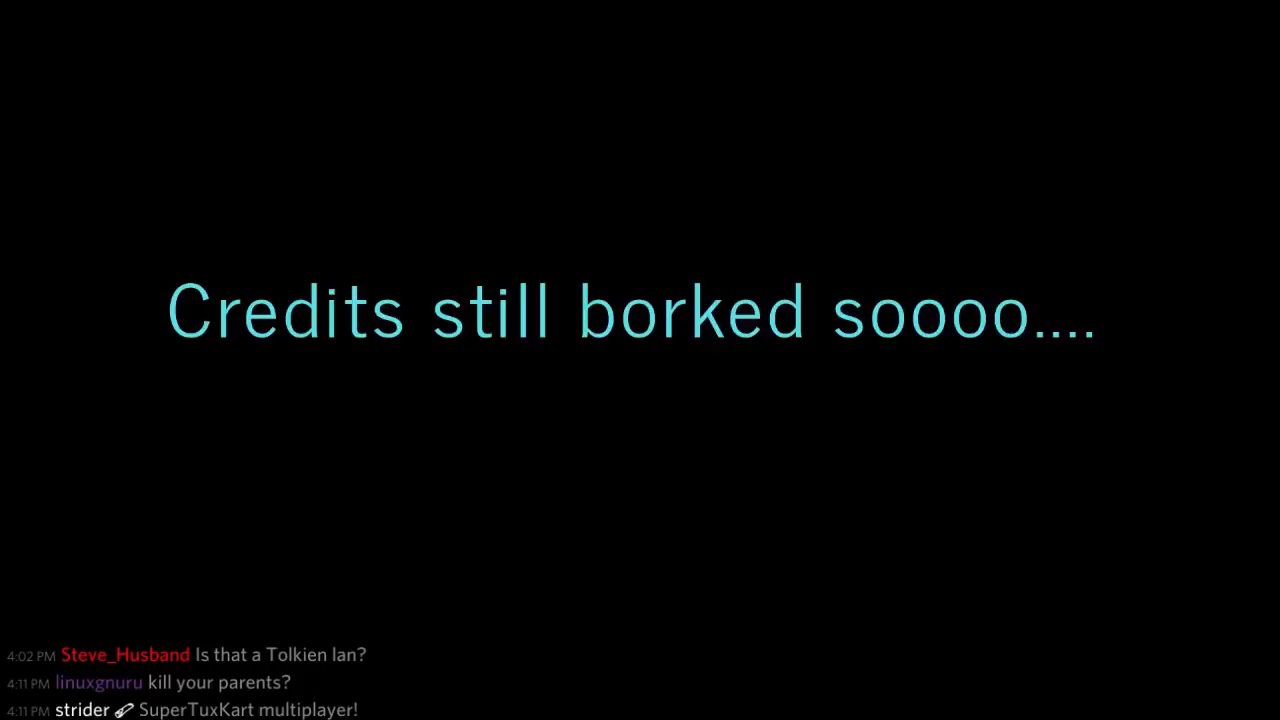 Credits still borked soooo....
4:02 PM Steve_Husband Is that a Tolkien lan?
4:11 PM linuxgnuru kill your parents?
4:11 PM strider SuperTuxKart multiplayer!